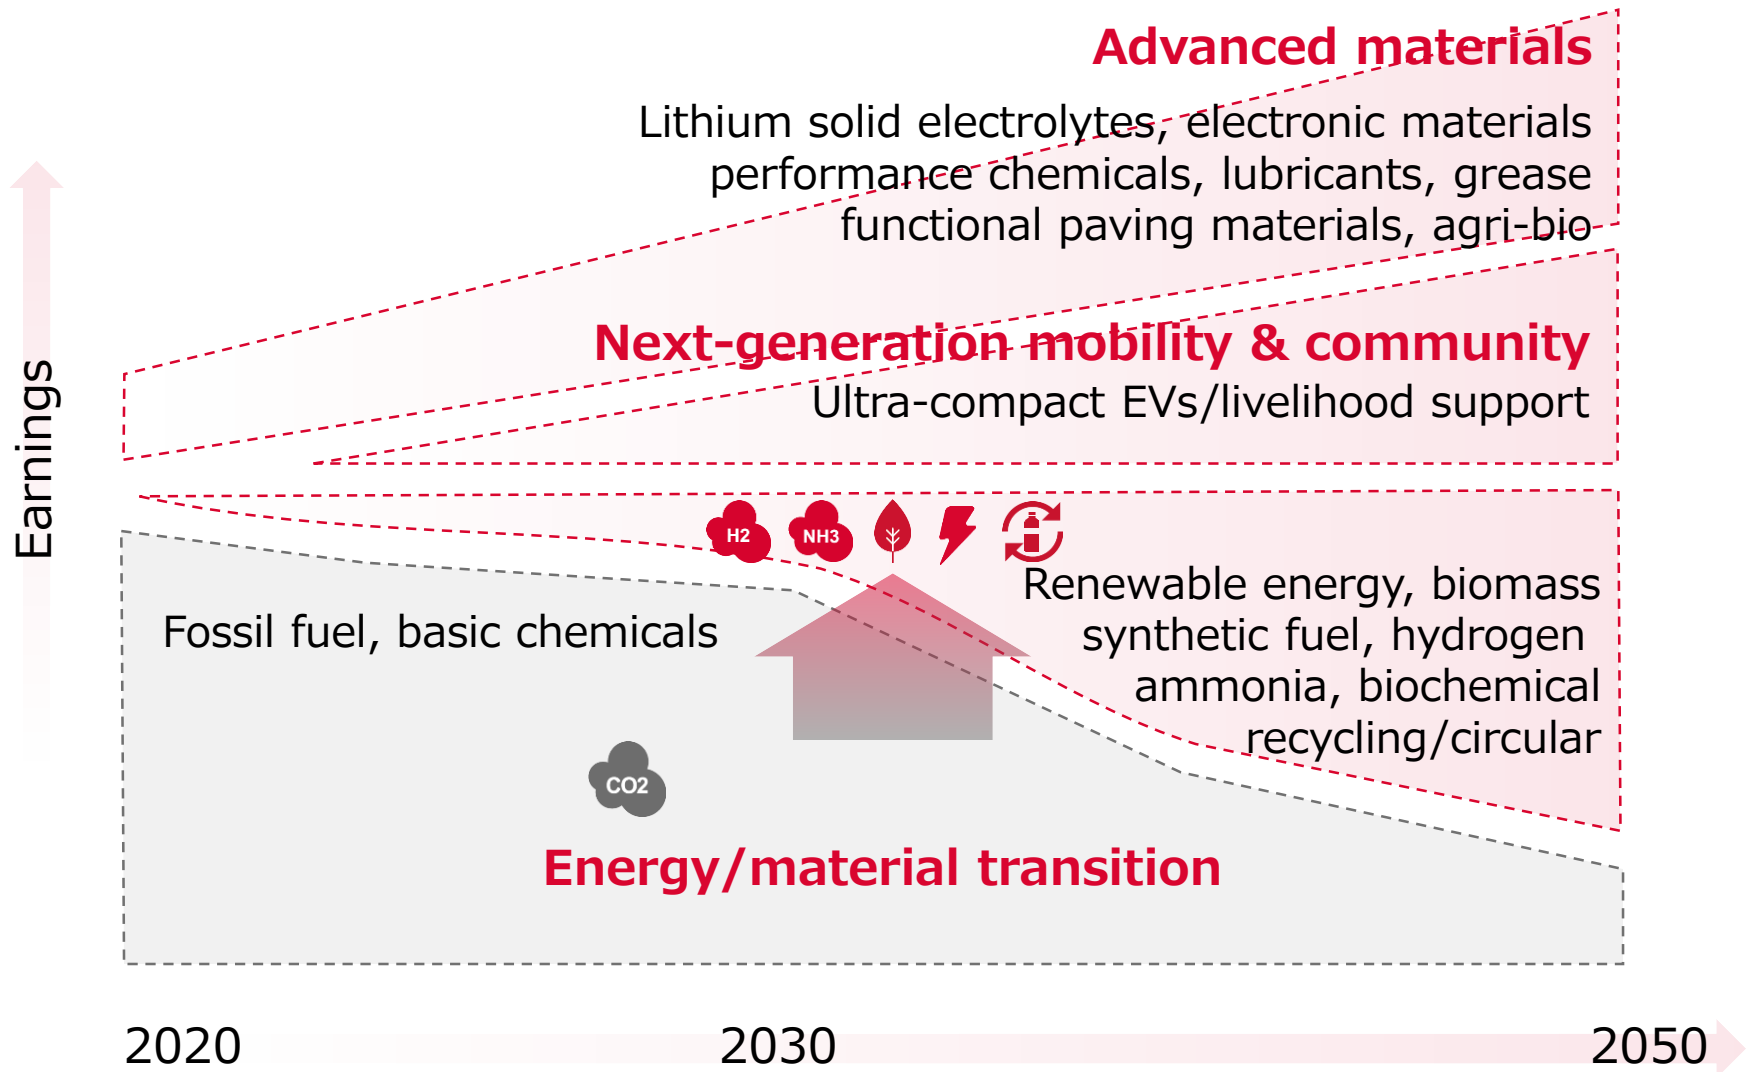 Advanced materials
Lithium solid electrolytes, electronic materials
performance chemicals, lubricants, grease
functional paving materials, agri-bio
Next-generation mobility & community
Ultra-compact EVs/livelihood support
Earnings
H2
NH3
Renewable energy, biomass
synthetic fuel, hydrogen
ammonia, biochemical
recycling/circular
Fossil fuel, basic chemicals
CO2
Energy/material transition
2020
2030
2050